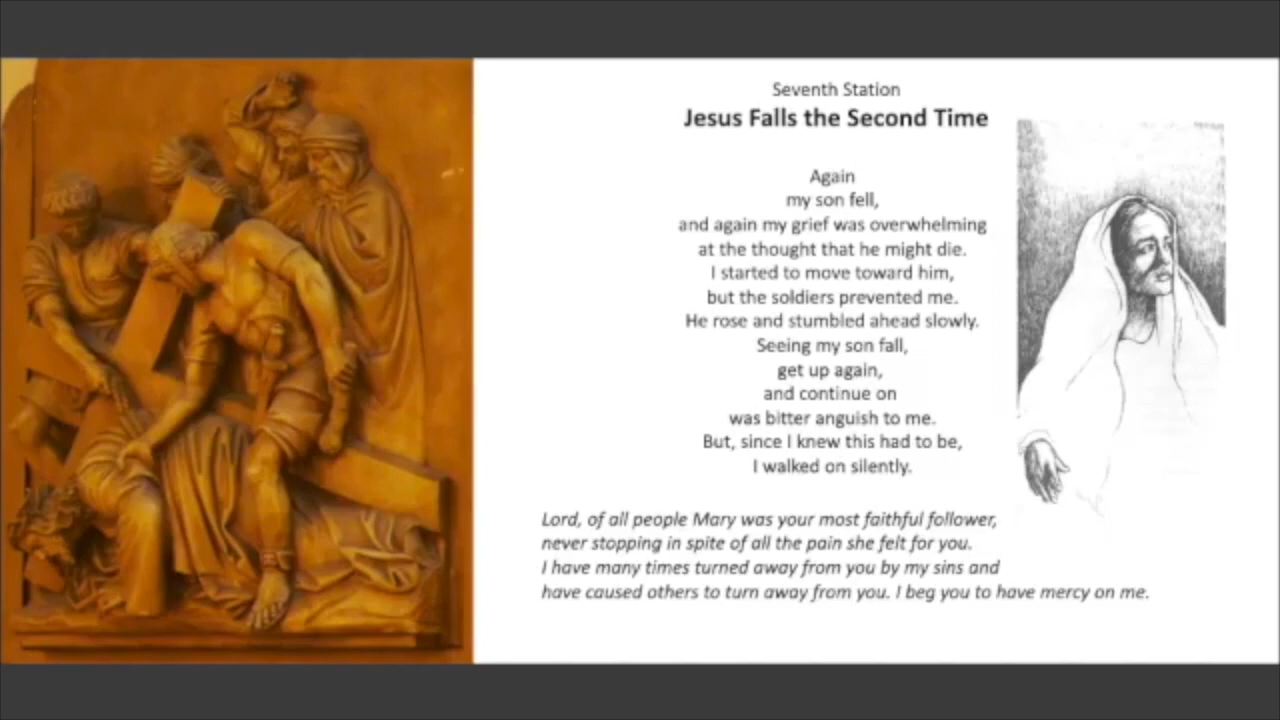 Seventh Station
Jesus Falls the Second Time
Again
my son fell,
and again my grief was overwhelming
at the thought that he might die.
I started to move toward him,
but the soldiers prevented me.
He rose and stumbled ahead slowly.
Seeing my son fall,
get up again,
and continue on
was bitter anguish to me.
But, since I knew this had to be,
I walked on silently.
Lord, of all people Mary was your most faithful follower,
never stopping in spite of all the pain she felt for you.
I have many times turned away from you by my sins and
have caused others to turn away from you. I beg you to have mercy on me.